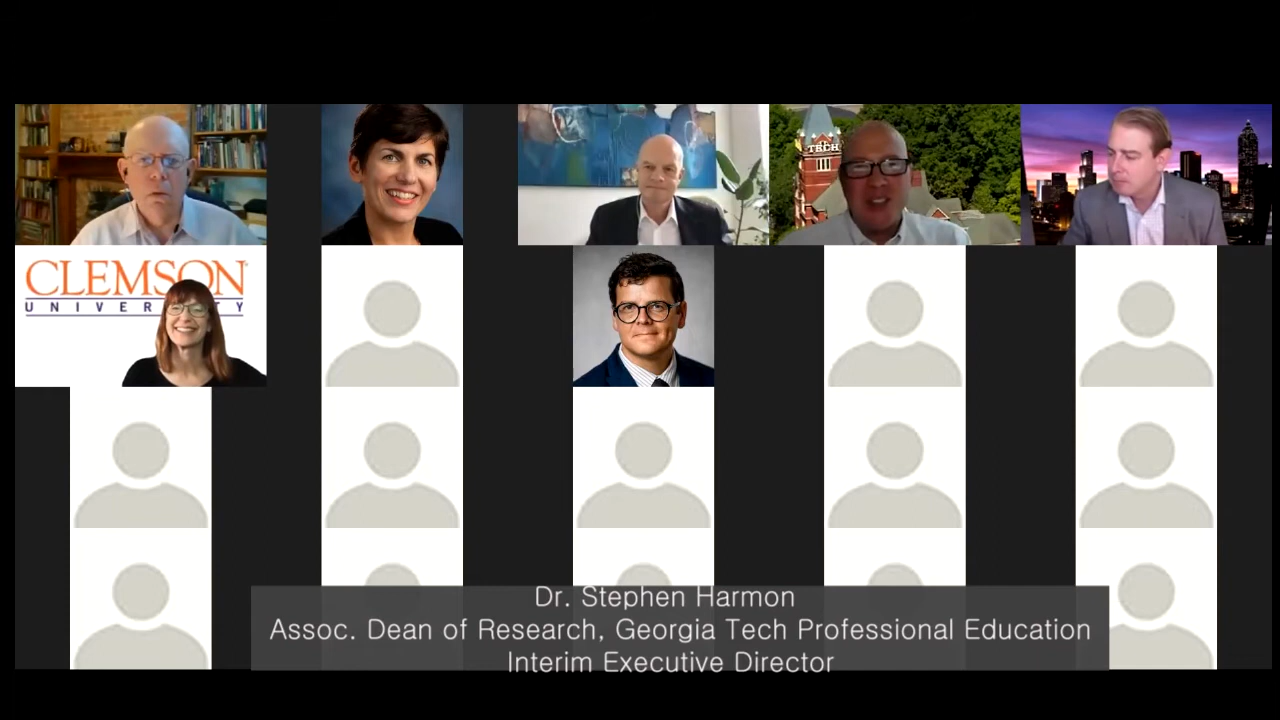 TECH
CLEMSON
UNIVERSITY
Dr. Stephen Harmon
Assoc. Dean of Research, Georgia Tech Professional Education
Interim Executive Director